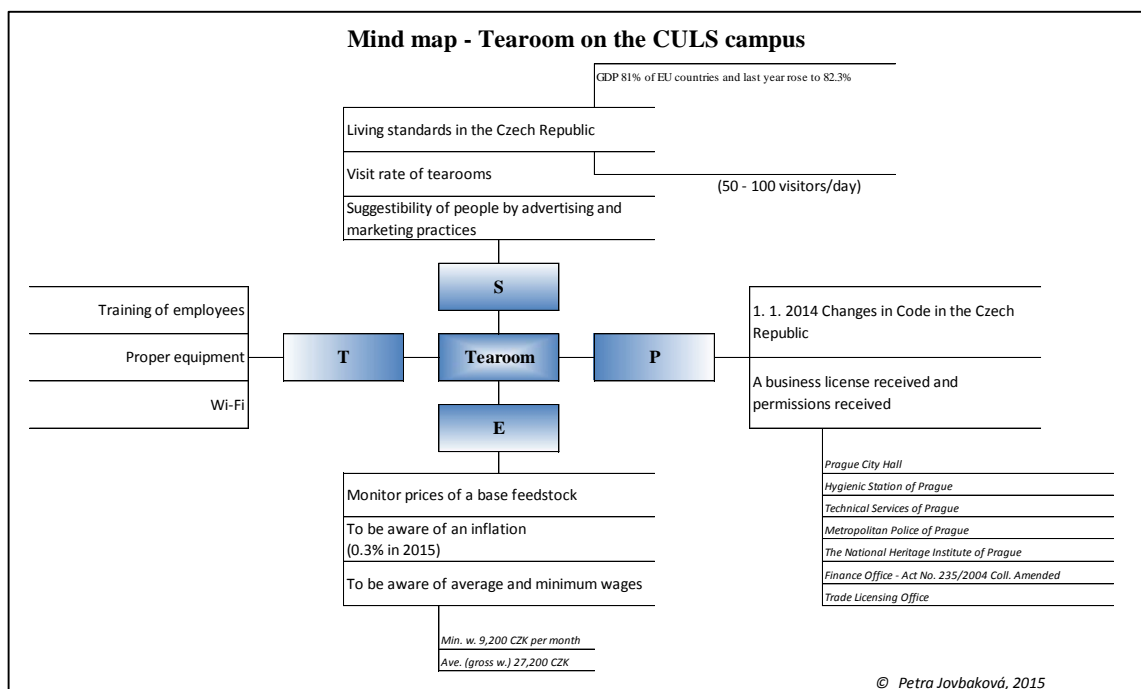 Mind map - Tearoom on the CULS campus
GDP 81% of EU countries and last year rose to 82.3%
Living standards in the Czech Republic
Visit rate of tearooms
(50 - 100 visitors/day)
Suggestibility of people by advertising and
marketing practices
S
Training of employees
Proper equipment
Wi-Fi
T
Tearoom
P
1. 1. 2014 Changes in Code in the Czech
Republic
A business license received and
permissions received
Prague City Hall
Hygienic Station of Prague
Technical Services of Prague
Metropolitan Police of Prague
The National Heritage Institute of Prague
Finance Office - Act No. 235/2004 Coll. Amended
Trade Licensing Office
E
Monitor prices of a base feedstock
To be aware of an inflation
(0.3% in 2015)
To be aware of average and minimum wages
Min. w. 9,200 CZK per month
Ave. (gross w.) 27,200 CZK
© Petra Jovbaková, 2015